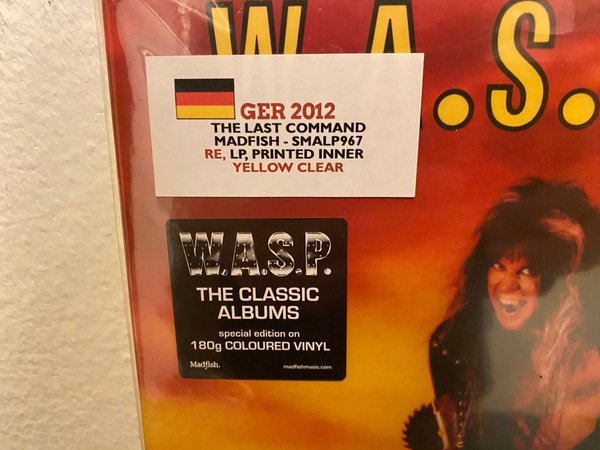 W.A.S.
GER 2012
THE LAST COMMAND
MADFISH - SMALP967
RE, LP, PRINTED INNER
YELLOW CLEAR
W.A.S.P.
THE CLASSIC
ALBUMS
special edition on
180g COLOURED VINYL
Madfish. madfishmusic.com